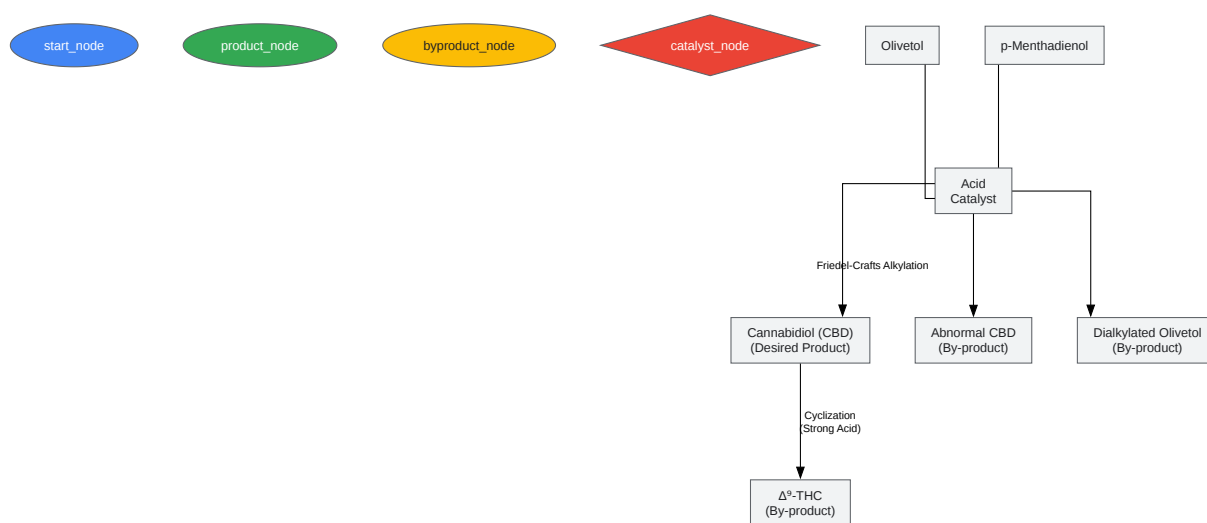 start_node
product_node
byproduct_node
catalyst_node
Olivetol
p-Menthadienol
Acid
Catalyst
Friedel-Crafts Alkylation
Cannabidiol (CBD)
(Desired Product)
Abnormal CBD
(By-product)
Dialkylated Olivetol
(By-product)
Cyclization
(Strong Acid)
Δ⁹-THC
(By-product)